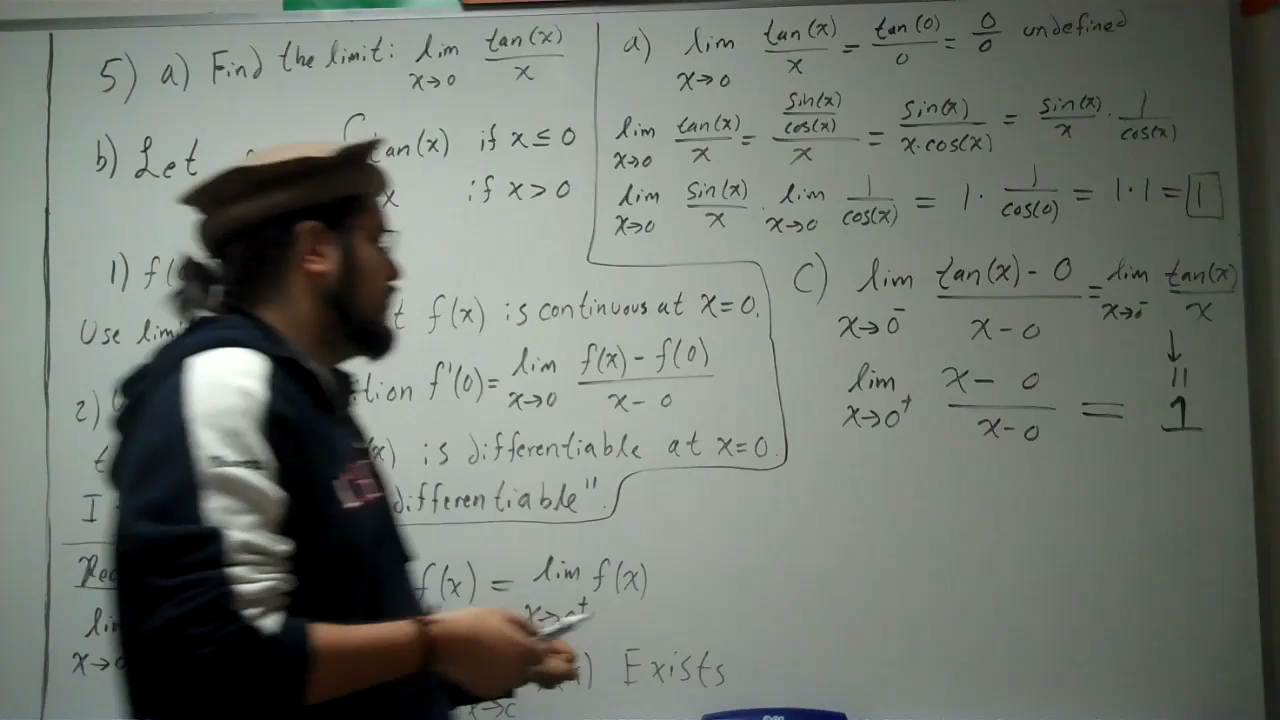 5) a) Find the limit: lim x→0 tan(x)/x
b) Let tan(x) if x ≤ 0
x if x > 0
1) f(
Use f(x) is continuous at x=0.
2) f'(0) = lim x→0 (f(x) - f(0))/(x-0)
is differentiable at x=0.
I differentiable".
f(x) = lim f(x)
x→
x→c Exists
a) lim x→0 tan(x)/x = tan(0)/0 = 0/0 undefined
lim x→0 tan(x)/x = (sin(x)/cos(x))/x = sin(x)/(x·cos(x)) = sin(x)/x · 1/cos(x)
lim x→0 sin(x)/x · lim x→0 1/cos(x) = 1· 1/cos(0) = 1·1 = 1
C) lim x→0⁻ (tan(x) - 0)/(x-0) = lim x→0⁻ tan(x)/x
↓
lim x→0⁺ (x - 0)/(x-0) = 1